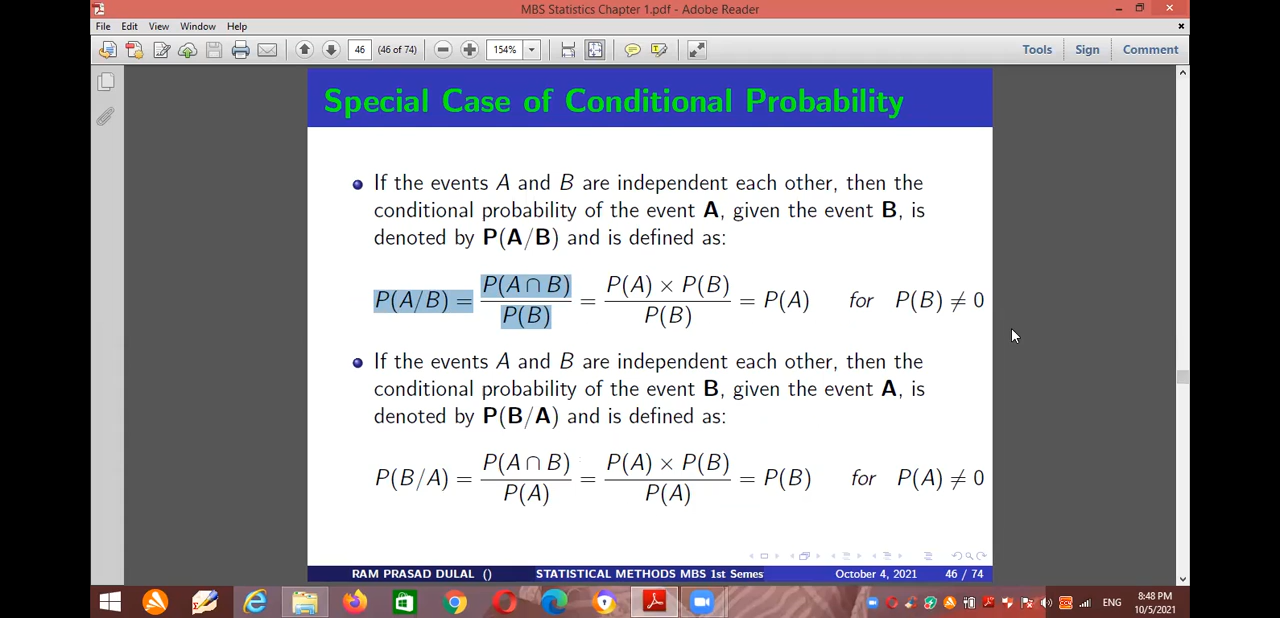 MBS Statistics Chapter 1.pdf - Adobe Reader
File Edit View Window Help
46 (46 of 74) 154% Tools Sign Comment
Special Case of Conditional Probability
If the events A and B are independent each other, then the
conditional probability of the event A, given the event B, is
denoted by P(A/B) and is defined as:
P(A/B) = P(A ∩ B) / P(B) = P(A) × P(B) / P(B) = P(A) for P(B) ≠ 0
If the events A and B are independent each other, then the
conditional probability of the event B, given the event A, is
denoted by P(B/A) and is defined as:
P(B/A) = P(A ∩ B) / P(A) = P(A) × P(B) / P(A) = P(B) for P(A) ≠ 0
RAM PRASAD DULAL () STATISTICAL METHODS MBS 1st Semes October 4, 2021 46 / 74
ENG 8:48 PM
10/5/2021